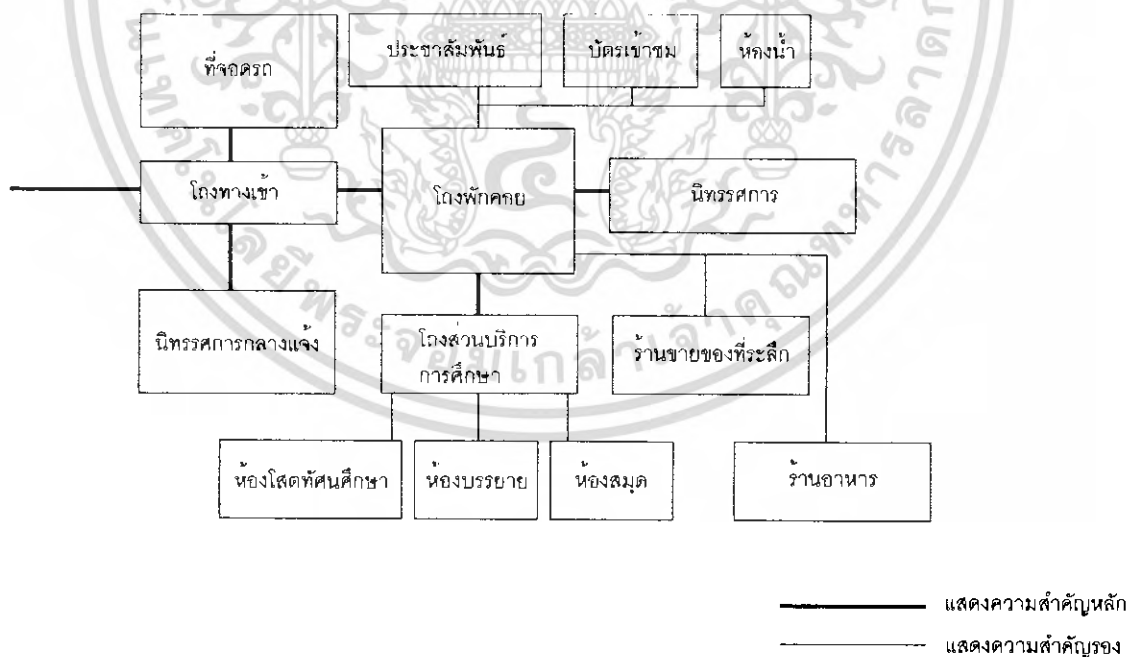 ที่จอดรถ
ประชาสัมพันธ์
บัตรเข้าชม
ห้องน้ำ
โถงทางเข้า
โถงพักคอย
นิทรรศการ
นิทรรศการกลางแจ้ง
โถงส่วนบริการ
การศึกษา
ร้านขายของที่ระลึก
ห้องโสตทัศนศึกษา
ห้องบรรยาย
ห้องสมุด
ร้านอาหาร
แสดงความสำคัญหลัก
แสดงความสำคัญรอง